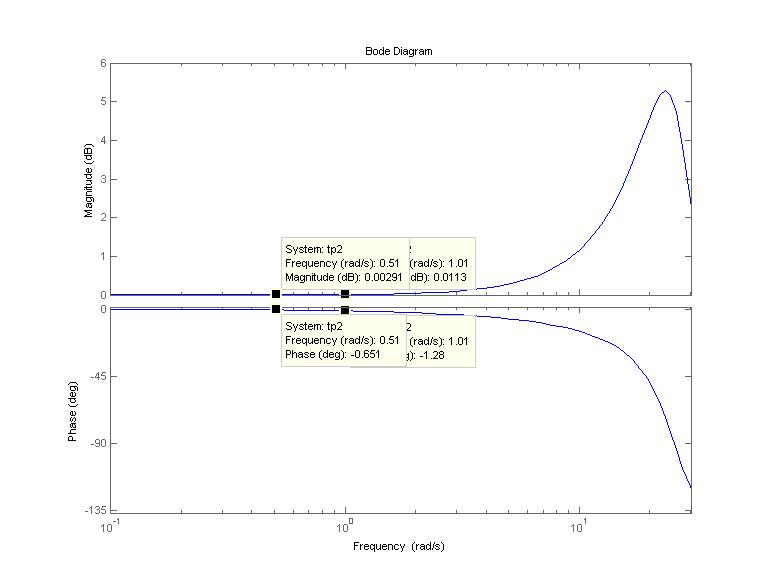 Bode Diagram
6
5
4
3
2
1
0
Magnitude (dB)
System: tp2
Frequency (rad/s): 0.51
Magnitude (dB): 0.00291
2
(rad/s): 1.01
dB): 0.0113
0
-45
-90
-135
Phase (deg)
System: tp2
Frequency (rad/s): 0.51
Phase (deg): -0.651
2
(rad/s): 1.01
): -1.28
10^-1
10^0
10^1
Frequency (rad/s)